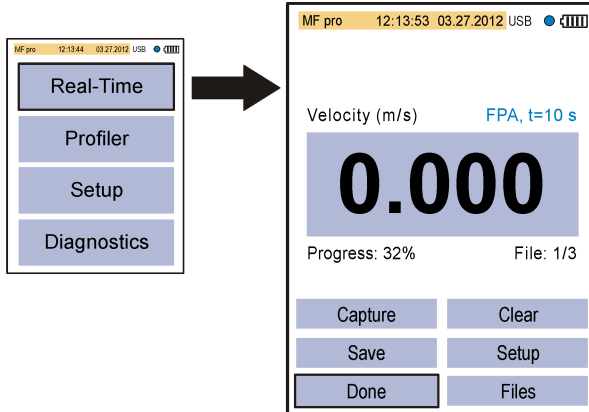 MF pro 12:13:44 03.27.2012 USB
Real-Time
Profiler
Setup
Diagnostics
MF pro 12:13:53 03.27.2012 USB
Velocity (m/s) FPA, t=10 s
0.000
Progress: 32% File: 1/3
Capture Clear
Save Setup
Done Files